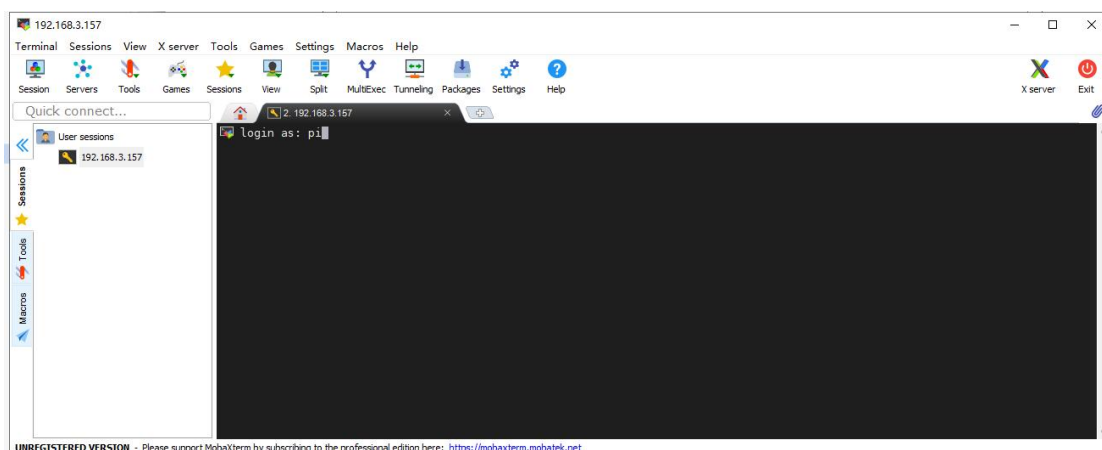 192.168.3.157
Terminal Sessions View X server Tools Games Settings Macros Help
Session Servers Tools Games Sessions View Split MultiExec Tunneling Packages Settings Help X server Exit
Quick connect...
2. 192.168.3.157
User sessions
192.168.3.157
login as: pi
Sessions
Tools
Macros
UNREGISTERED VERSION - Please support MobaXterm by subscribing to the professional edition here: https://mobaxterm.mobatek.net